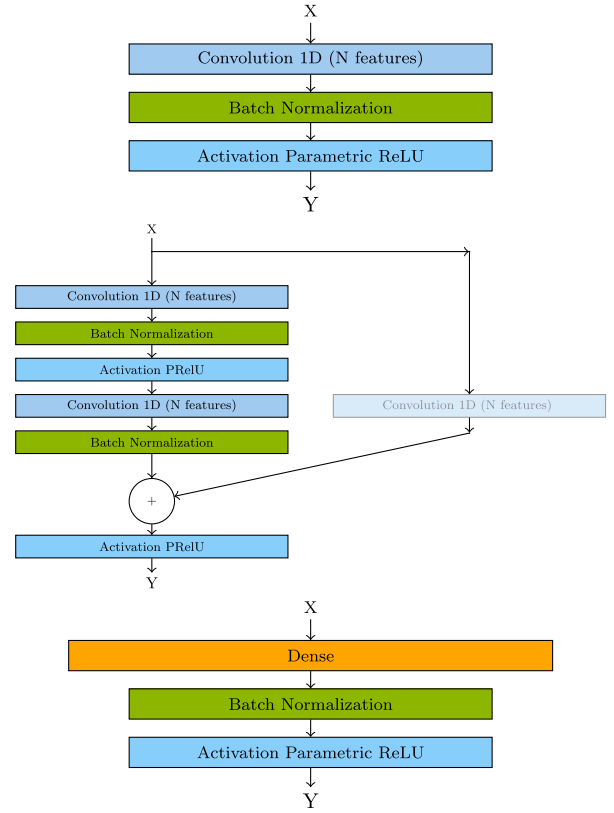 X
Convolution 1D (N features)
Batch Normalization
Activation Parametric ReLU
Y
X
Convolution 1D (N features)
Batch Normalization
Activation PRelU
Convolution 1D (N features)
Convolution 1D (N features)
Batch Normalization
+
Activation PRelU
Y
X
Dense
Batch Normalization
Activation Parametric ReLU
Y